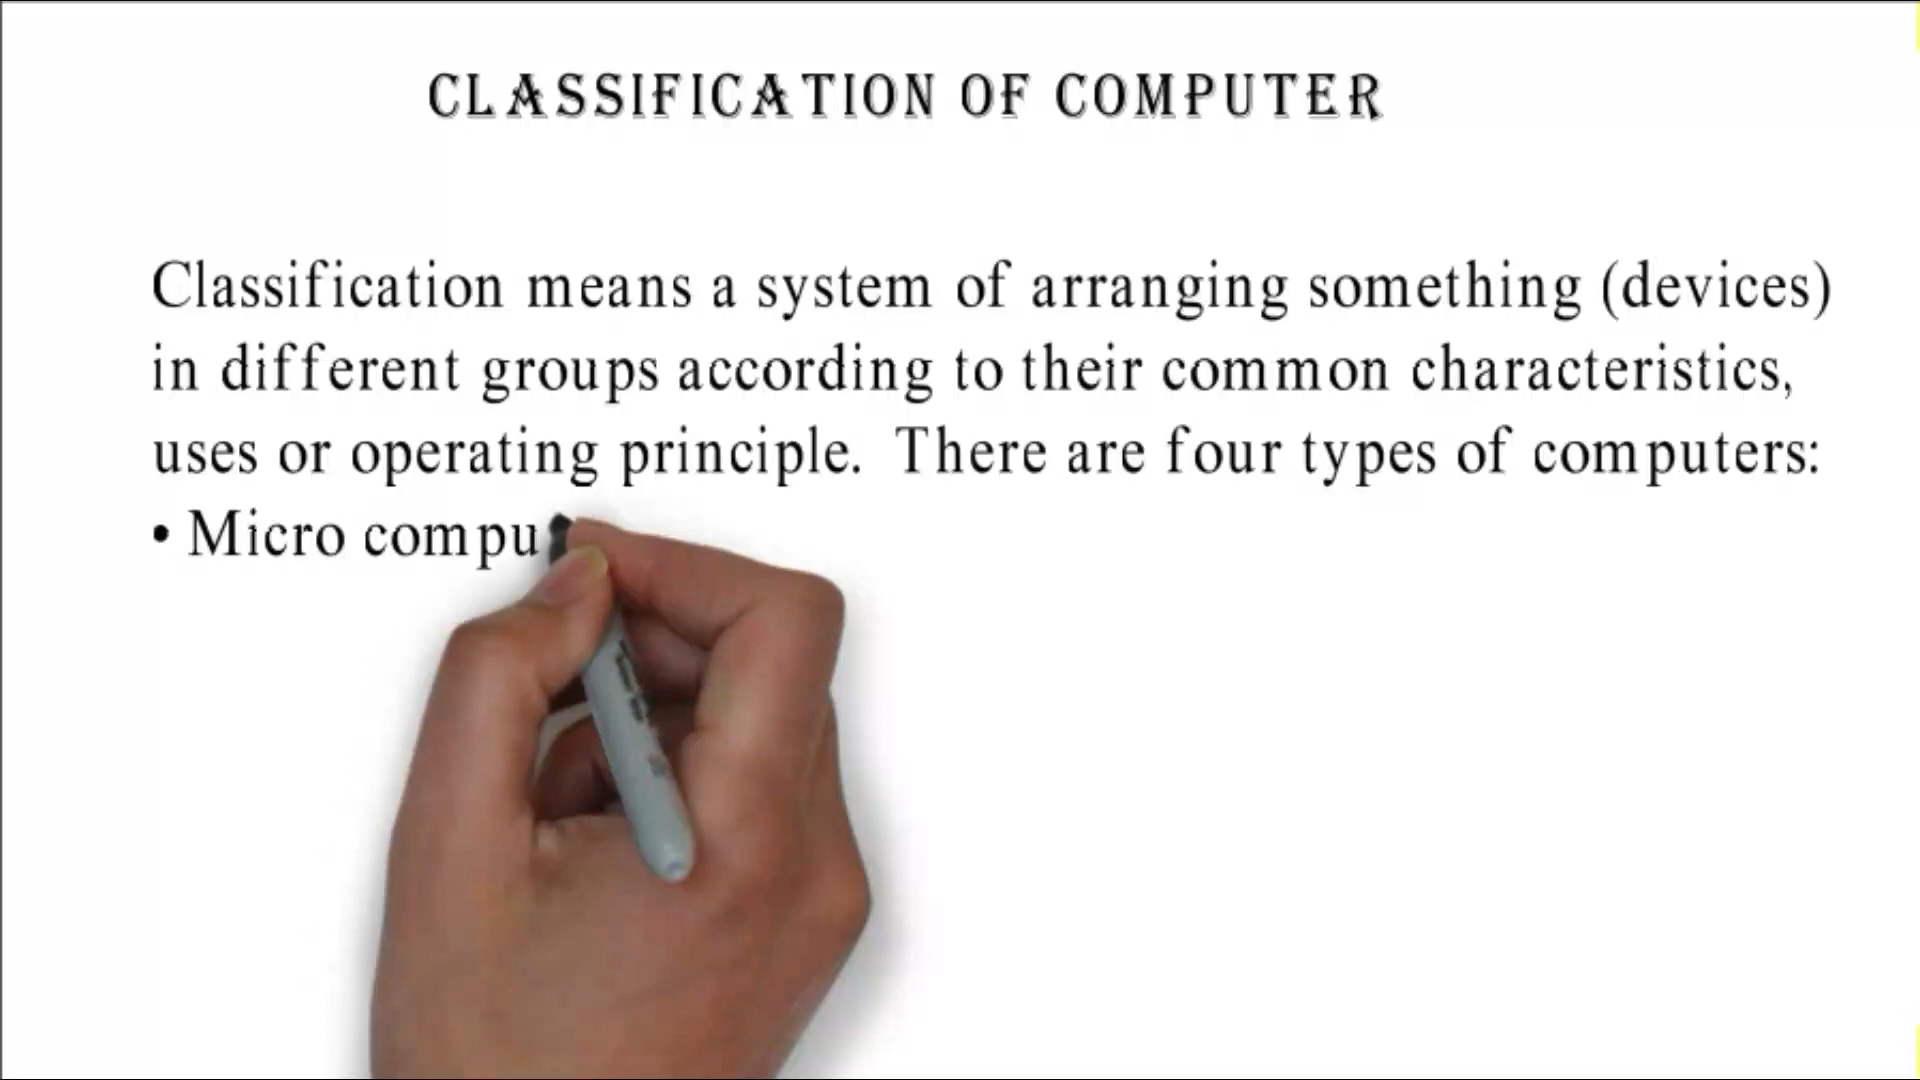 CLASSIFICATION OF COMPUTER
Classification means a system of arranging something (devices)
in different groups according to their common characteristics,
uses or operating principle. There are four types of computers:
• Micro compu